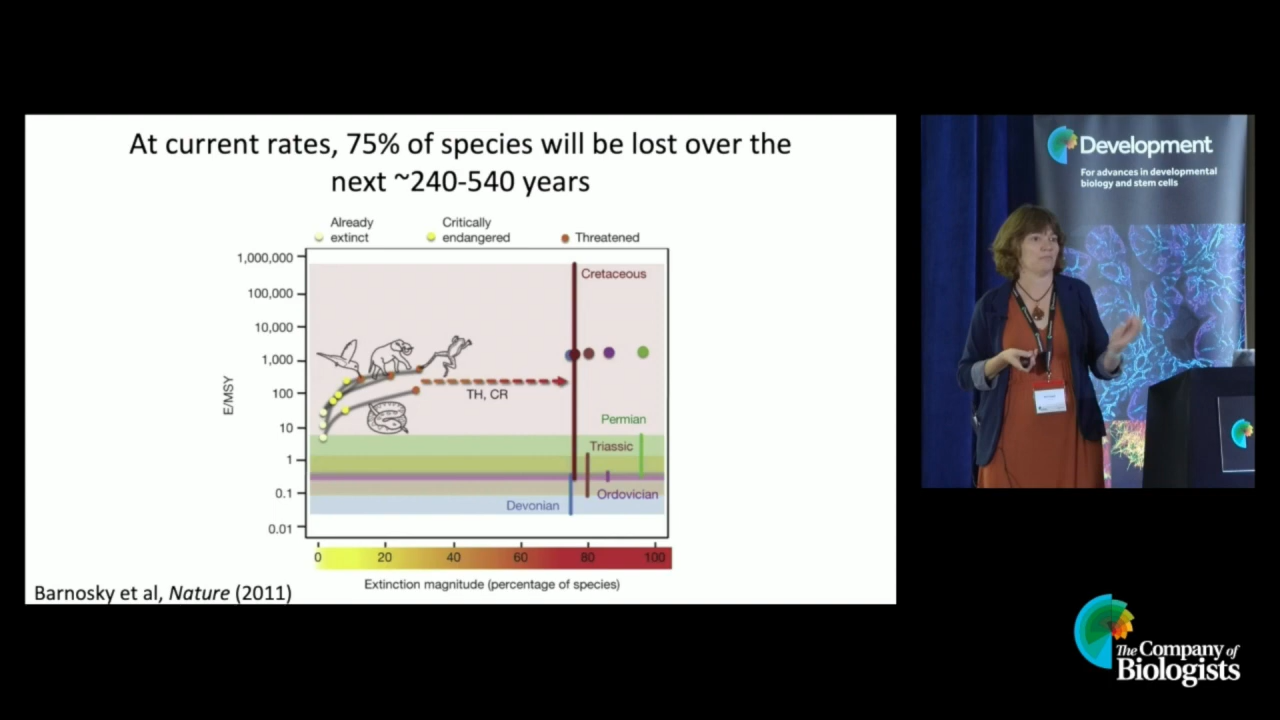 At current rates, 75% of species will be lost over the
next ~240-540 years
Already
extinct
Critically
endangered
Threatened
1,000,000
100,000
10,000
1,000
100
10
1
0.1
0.01
E/MSY
Cretaceous
TH, CR
Permian
Triassic
Ordovician
Devonian
0 20 40 60 80 100
Extinction magnitude (percentage of species)
Barnosky et al, Nature (2011)
Development
For advances in developmental
biology and stem cells
The Company of
Biologists